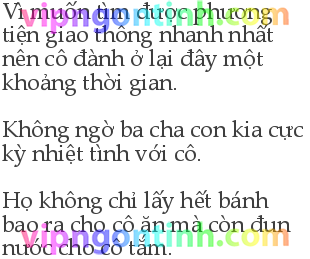 Vì muốn tìm được phương
vipngontinh.com
tiện giao thông nhanh nhất
nên cô đành ở lại đây một
khoảng thời gian.
Không ngờ ba cha con kia cực
kỳ nhiệt tình với cô.
Họ không chỉ lấy hết bánh
bao ra cho cô ăn mà còn đun
vipngontinh.com
nước cho cô tắm.
vipngontinh.com